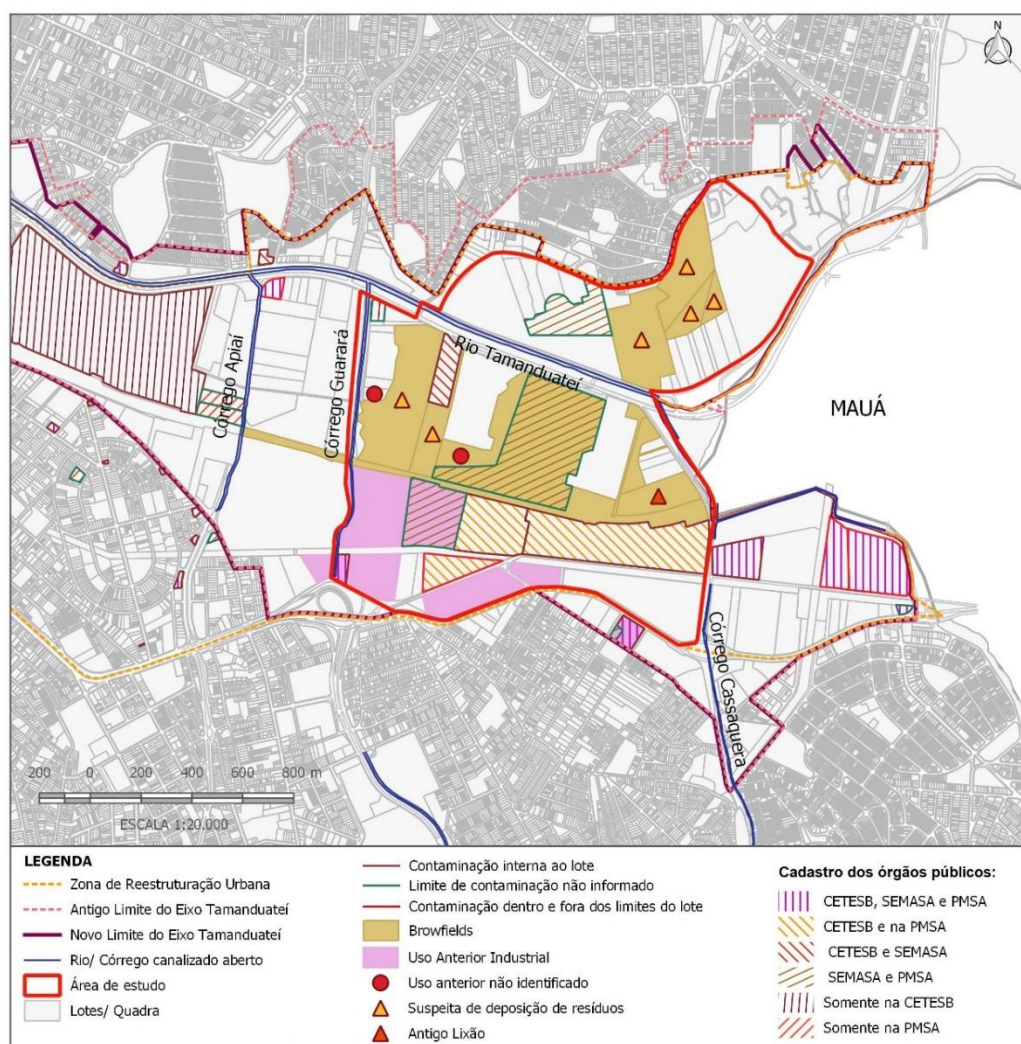 N
Córrego Apiaí
Córrego Guarará
Rio Tamanduateí
MAUÁ
Córrego Cassaquera
200 0 200 400 600 800 m
ESCALA 1:20.000
LEGENDA
Zona de Reestruturação Urbana
Antigo Limite do Eixo Tamanduateí
Novo Limite do Eixo Tamanduateí
Rio/ Córrego canalizado aberto
Área de estudo
Lotes/ Quadra
Contaminação interna ao lote
Limite de contaminação não informado
Contaminação dentro e fora dos limites do lote
Browfields
Uso Anterior Industrial
Uso anterior não identificado
Suspeita de deposição de resíduos
Antigo Lixão
Cadastro dos órgãos públicos:
CETESB, SEMASA e PMSA
CETESB e na PMSA
CETESB e SEMASA
SEMASA e PMSA
Somente na CETESB
Somente na PMSA